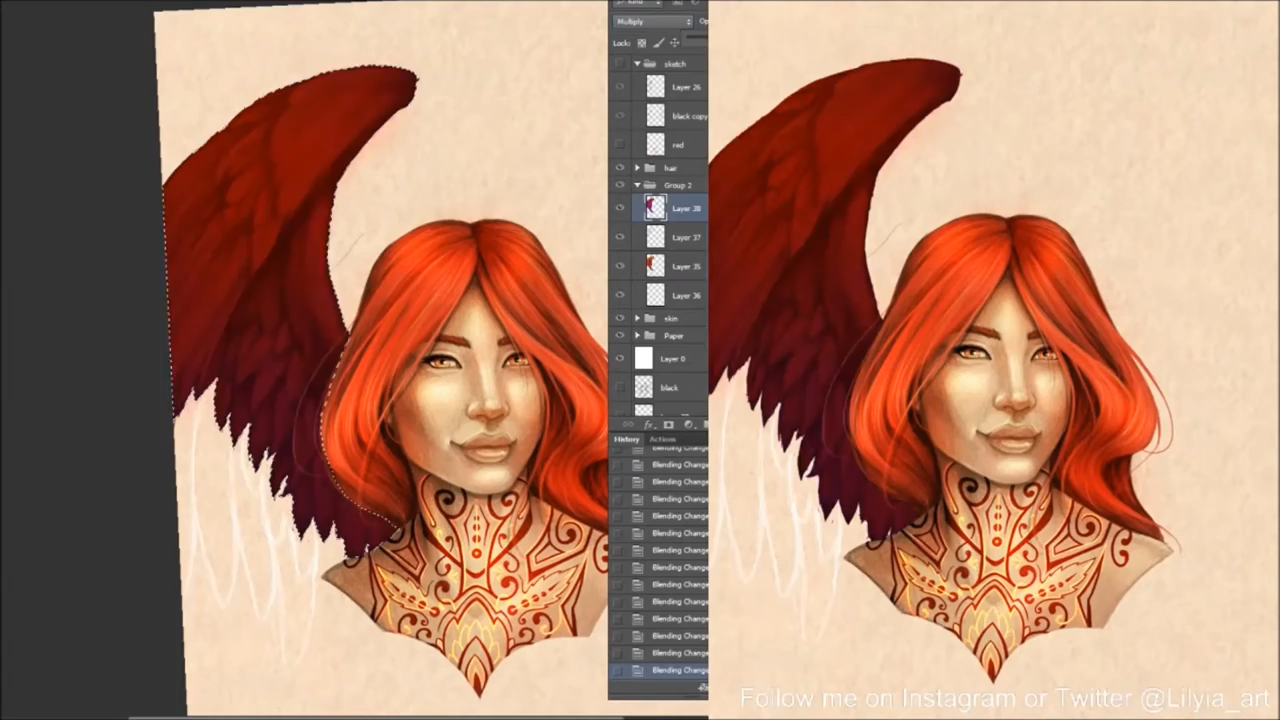 Multiply
Lock:
sketch
Layer 26
black copy
red
hair
Group 2
Layer 38
Layer 37
Layer 35
Layer 36
skin
Paper
Layer 0
black
fx
History Actions
Blending Change
Blending Change
Blending Change
Blending Change
Blending Change
Blending Change
Blending Change
Blending Change
Blending Change
Blending Change
Blending Change
Blending Change
Blending Change
Blending Change
Follow me on Instagram or Twitter @Lilyia_art